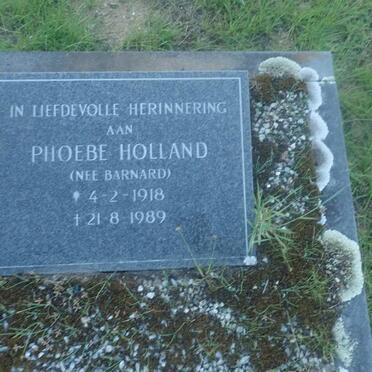 IN LIEFDEVOLLE HERINNERING
AAN
PHOEBE HOLLAND
(NEE BARNARD)
* 4-2-1918
† 21-8-1989